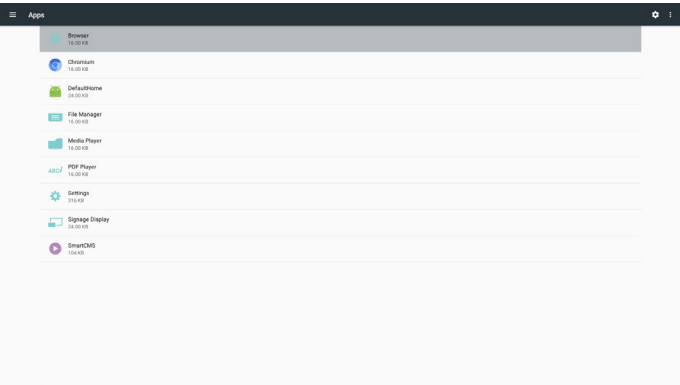 Apps
Browser
16.00 KB
Chromium
16.00 KB
DefaultHome
24.00 KB
File Manager
16.00 KB
Media Player
16.00 KB
ABC/
PDF Player
16.00 KB
Settings
316 KB
Signage Display
24.00 KB
SmartCMS
104 KB